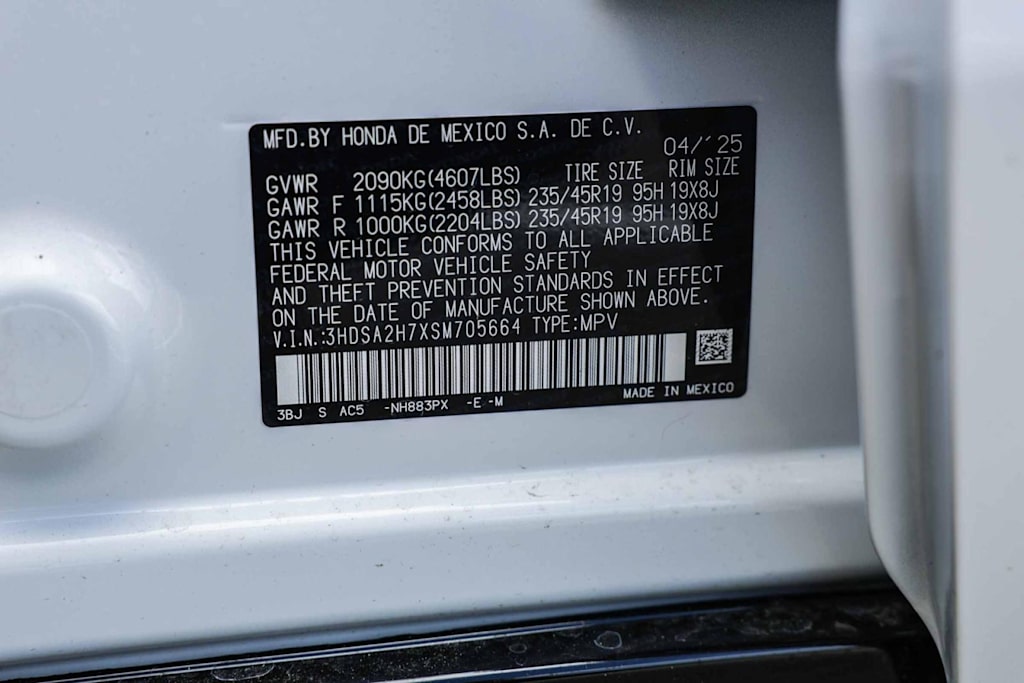 MFD.BY HONDA DE MEXICO S.A. DE C.V.
04/'25
GVWR 2090KG(4607LBS) TIRE SIZE RIM SIZE
GAWR F 1115KG(2458LBS) 235/45R19 95H 19X8J
GAWR R 1000KG(2204LBS) 235/45R19 95H 19X8J
THIS VEHICLE CONFORMS TO ALL APPLICABLE
FEDERAL MOTOR VEHICLE SAFETY
AND THEFT PREVENTION STANDARDS IN EFFECT
ON THE DATE OF MANUFACTURE SHOWN ABOVE.
V.I.N.:3HDSA2H7XSM705664 TYPE:MPV
MADE IN MEXICO
3BJ S AC5 -NH883PX -E -M